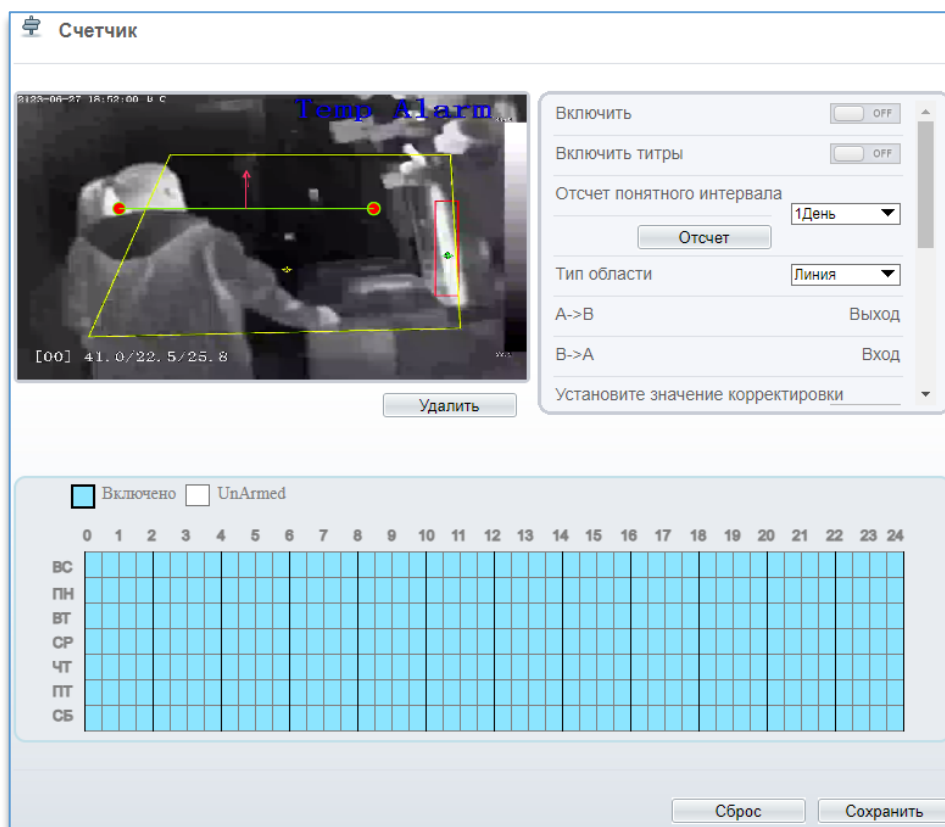 Счетчик
2123-06-27 18:52:00 W C
Temp Alarm
[00] 41.0/22.5/25.8
Удалить
Включить OFF
Включить титры OFF
Отсчет понятного интервала
1День
Отсчет
Тип области Линия
A->B Выход
B->A Вход
Установите значение корректировки
Включено UnArmed
0 1 2 3 4 5 6 7 8 9 10 11 12 13 14 15 16 17 18 19 20 21 22 23 24
ВС
ПН
ВТ
СР
ЧТ
ПТ
СБ
Сброс Сохранить